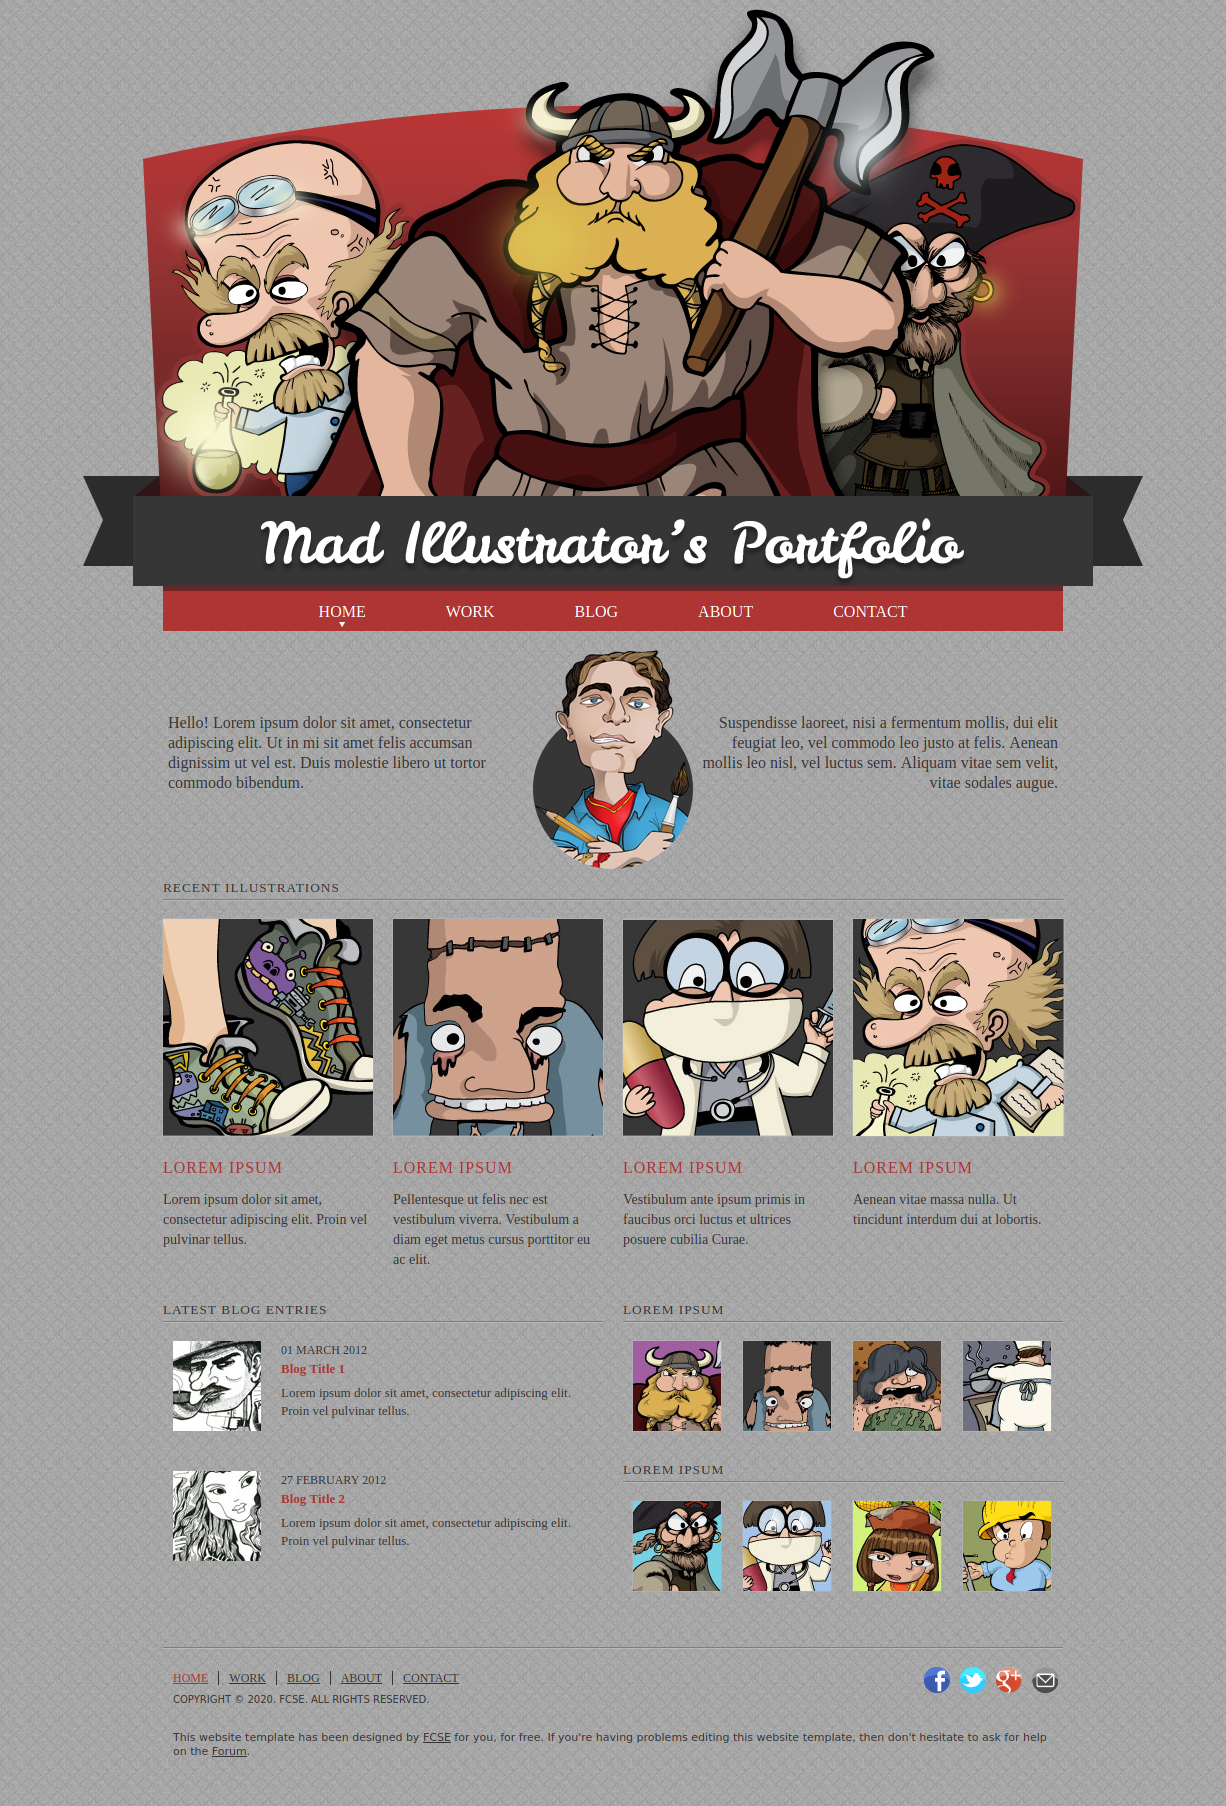 Mad Illustrator's Portfolio
HOME WORK BLOG ABOUT CONTACT
Hello! Lorem ipsum dolor sit amet, consectetur
adipiscing elit. Ut in mi sit amet felis accumsan
dignissim ut vel est. Duis molestie libero ut tortor
commodo bibendum.
Suspendisse laoreet, nisi a fermentum mollis, dui elit
feugiat leo, vel commodo leo justo at felis. Aenean
mollis leo nisl, vel luctus sem. Aliquam vitae sem velit,
vitae sodales augue.
RECENT ILLUSTRATIONS
LOREM IPSUM
Lorem ipsum dolor sit amet,
consectetur adipiscing elit. Proin vel
pulvinar tellus.
LOREM IPSUM
Pellentesque ut felis nec est
vestibulum viverra. Vestibulum a
diam eget metus cursus porttitor eu
ac elit.
LOREM IPSUM
Vestibulum ante ipsum primis in
faucibus orci luctus et ultrices
posuere cubilia Curae.
LOREM IPSUM
Aenean vitae massa nulla. Ut
tincidunt interdum dui at lobortis.
LATEST BLOG ENTRIES
01 MARCH 2012
Blog Title 1
Lorem ipsum dolor sit amet, consectetur adipiscing elit.
Proin vel pulvinar tellus.
27 FEBRUARY 2012
Blog Title 2
Lorem ipsum dolor sit amet, consectetur adipiscing elit.
Proin vel pulvinar tellus.
LOREM IPSUM
LOREM IPSUM
HOME WORK BLOG ABOUT CONTACT
COPYRIGHT © 2020. FCSE. ALL RIGHTS RESERVED.
This website template has been designed by FCSE for you, for free. If you're having problems editing this website template, then don't hesitate to ask for help
on the Forum.